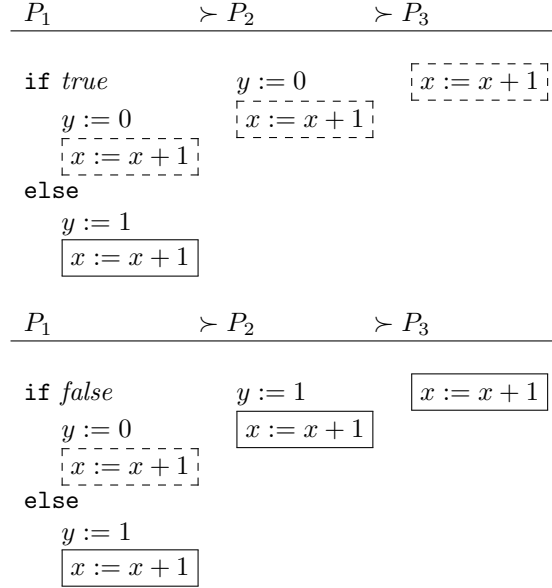 P₁ ≻ P₂ ≻ P₃
if true y := 0 x := x + 1
y := 0 x := x + 1
x := x + 1
else
y := 1
x := x + 1
P₁ ≻ P₂ ≻ P₃
if false y := 1 x := x + 1
y := 0 x := x + 1
x := x + 1
else
y := 1
x := x + 1